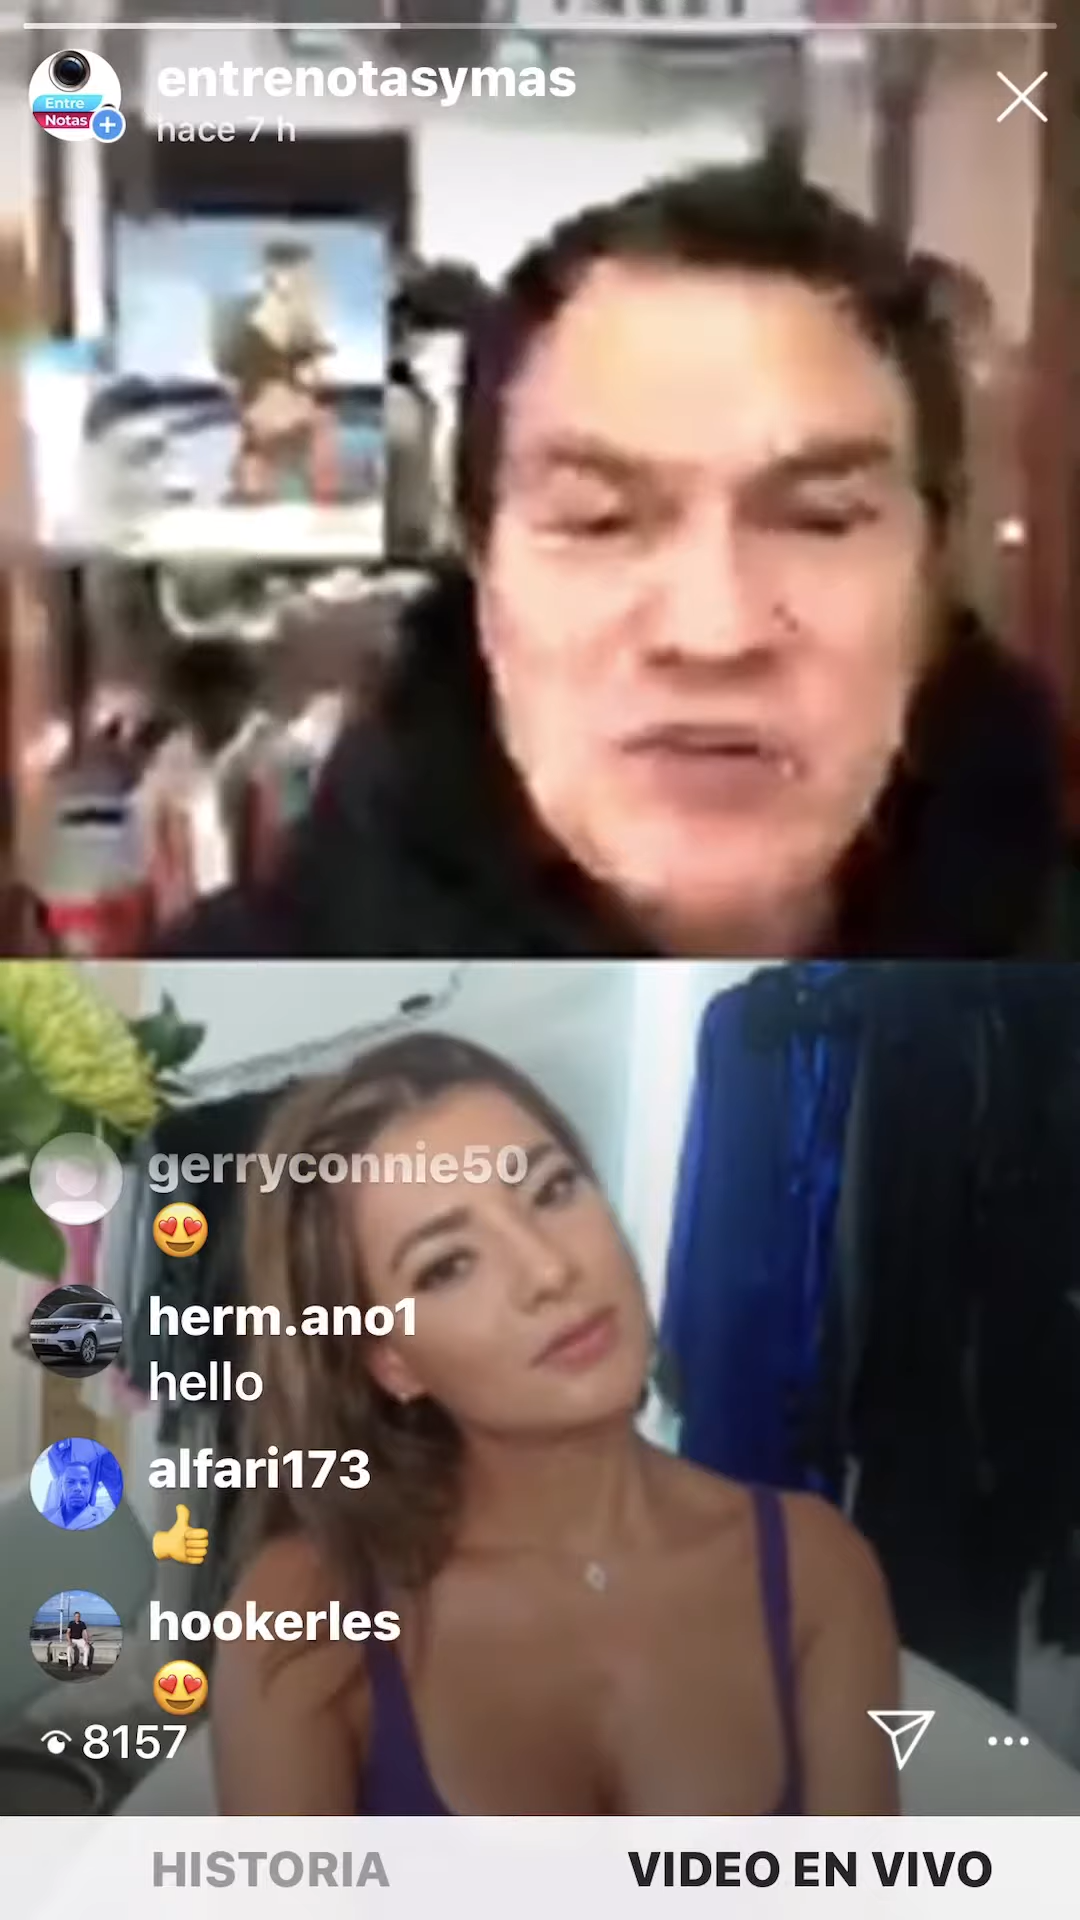 entrenotasymas
hace 7 h
Entre
Notas
gerryconnie50
😍
herm.ano1
hello
alfari173
👍
hookerles
😍
8157
HISTORIA
VIDEO EN VIVO